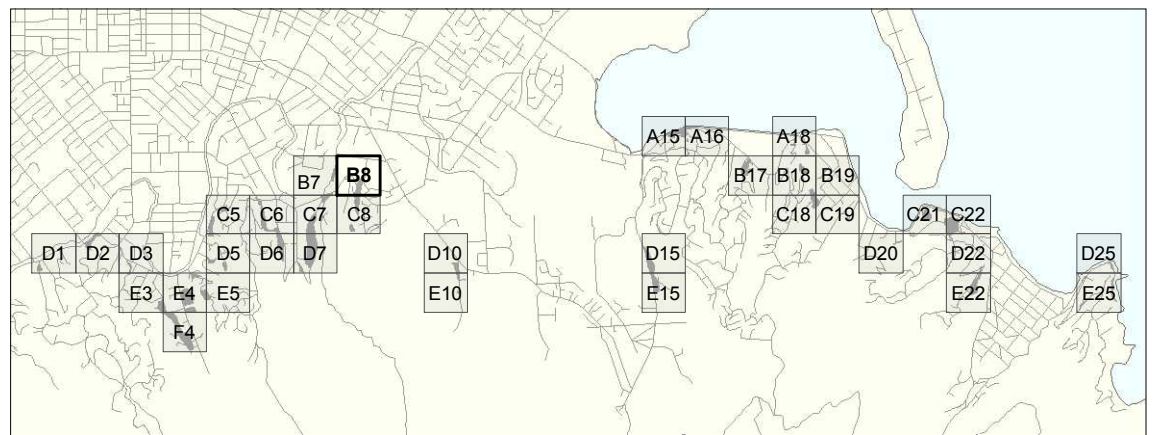 A15 A16 A18
B7 B8 B17 B18 B19
C5 C6 C7 C8 C18 C19 C21 C22
D1 D2 D3 D5 D6 D7 D10 D15 D20 D22 D25
E3 E4 E5 E10 E15 E22 E25
F4